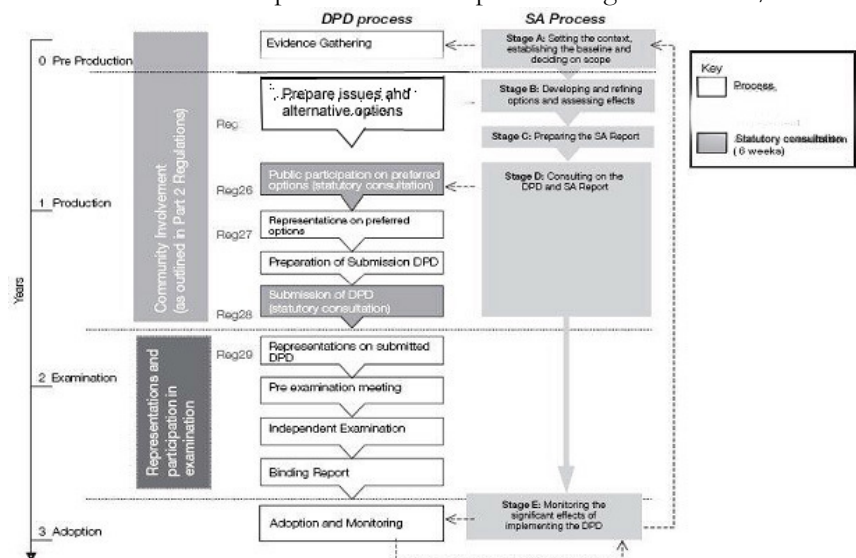 DPD process
SA Process
Evidence Gathering
Stage A: Setting the context,
establishing the baseline and
deciding on scope
0 Pre Production
Key
Process
Statutory consultation
( 6 weeks)
Prepare issues and
alternative options
Stage B: Developing and refining
options and assessing effects
Reg
Stage C: Preparing the SA Report
Community Involvement
(as outlined in Part 2 Regulations)
Public participation on preferred
options (statutory consultation)
Stage D: Consulting on the
DPD and SA Report
Reg26
1 Production
Representations on preferred
options
Reg27
Preparation of Submission DPD
Years
Submission of DPD
(statutory consultation)
Reg28
Reg29
Representations on submitted
DPD
Representations and
participation in
examination
2 Examination
Pre examination meeting
Independent Examination
Binding Report
Stage E: Monitoring the
significant effects of
implementing the DPD
Adoption and Monitoring
3 Adoption